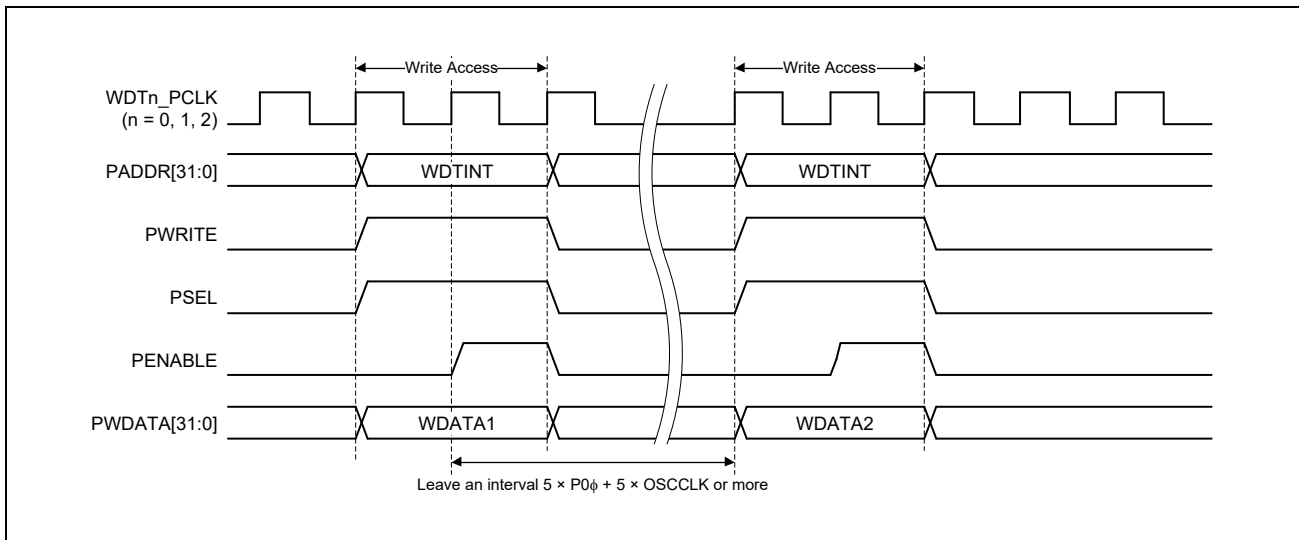 Write Access
Write Access
WDTn_PCLK
(n = 0, 1, 2)
PADDR[31:0]
WDTINT
WDTINT
PWRITE
PSEL
PENABLE
PWDATA[31:0]
WDATA1
WDATA2
Leave an interval 5 × P0ϕ + 5 × OSCCLK or more